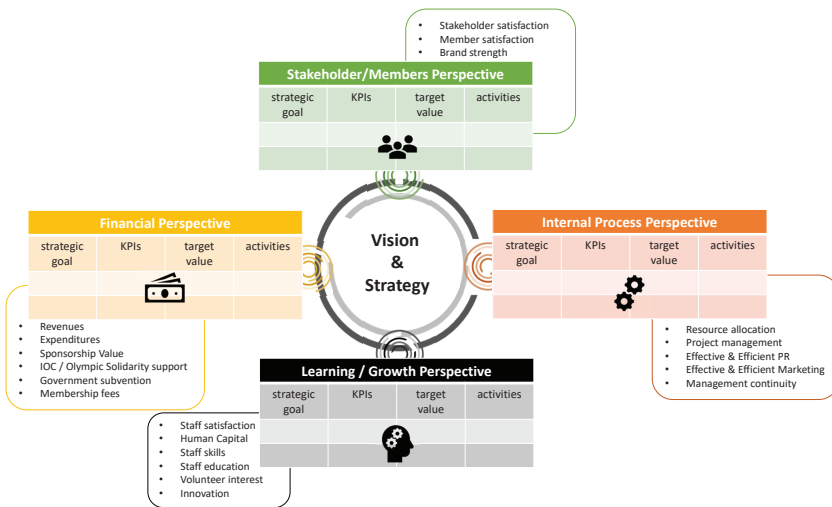 • Stakeholder satisfaction
• Member satisfaction
• Brand strength
Stakeholder/Members Perspective
strategic goal KPIs target value activities
Financial Perspective
strategic goal KPIs target value activities
• Revenues
• Expenditures
• Sponsorship Value
• IOC / Olympic Solidarity support
• Government subvention
• Membership fees
Vision
&
Strategy
Internal Process Perspective
strategic goal KPIs target value activities
• Resource allocation
• Project management
• Effective & Efficient PR
• Effective & Efficient Marketing
• Management continuity
Learning / Growth Perspective
strategic goal KPIs target value activities
• Staff satisfaction
• Human Capital
• Staff skills
• Staff education
• Volunteer interest
• Innovation